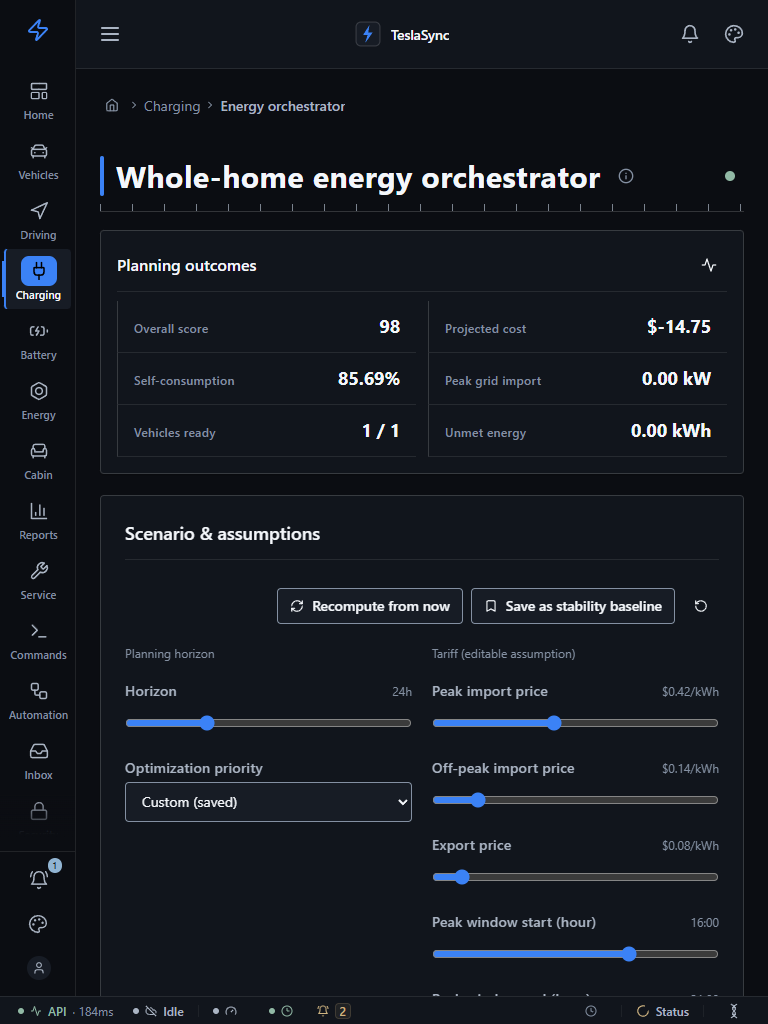 TeslaSync
Home
Vehicles
Driving
Charging
Battery
Energy
Cabin
Reports
Service
Commands
Automation
Inbox
1
Charging > Energy orchestrator
Whole-home energy orchestrator
Planning outcomes
Overall score 98
Projected cost $-14.75
Self-consumption 85.69%
Peak grid import 0.00 kW
Vehicles ready 1 / 1
Unmet energy 0.00 kWh
Scenario & assumptions
Recompute from now
Save as stability baseline
Planning horizon
Horizon 24h
Optimization priority
Custom (saved)
Tariff (editable assumption)
Peak import price $0.42/kWh
Off-peak import price $0.14/kWh
Export price $0.08/kWh
Peak window start (hour) 16:00
API · 184ms
Idle
2
Status